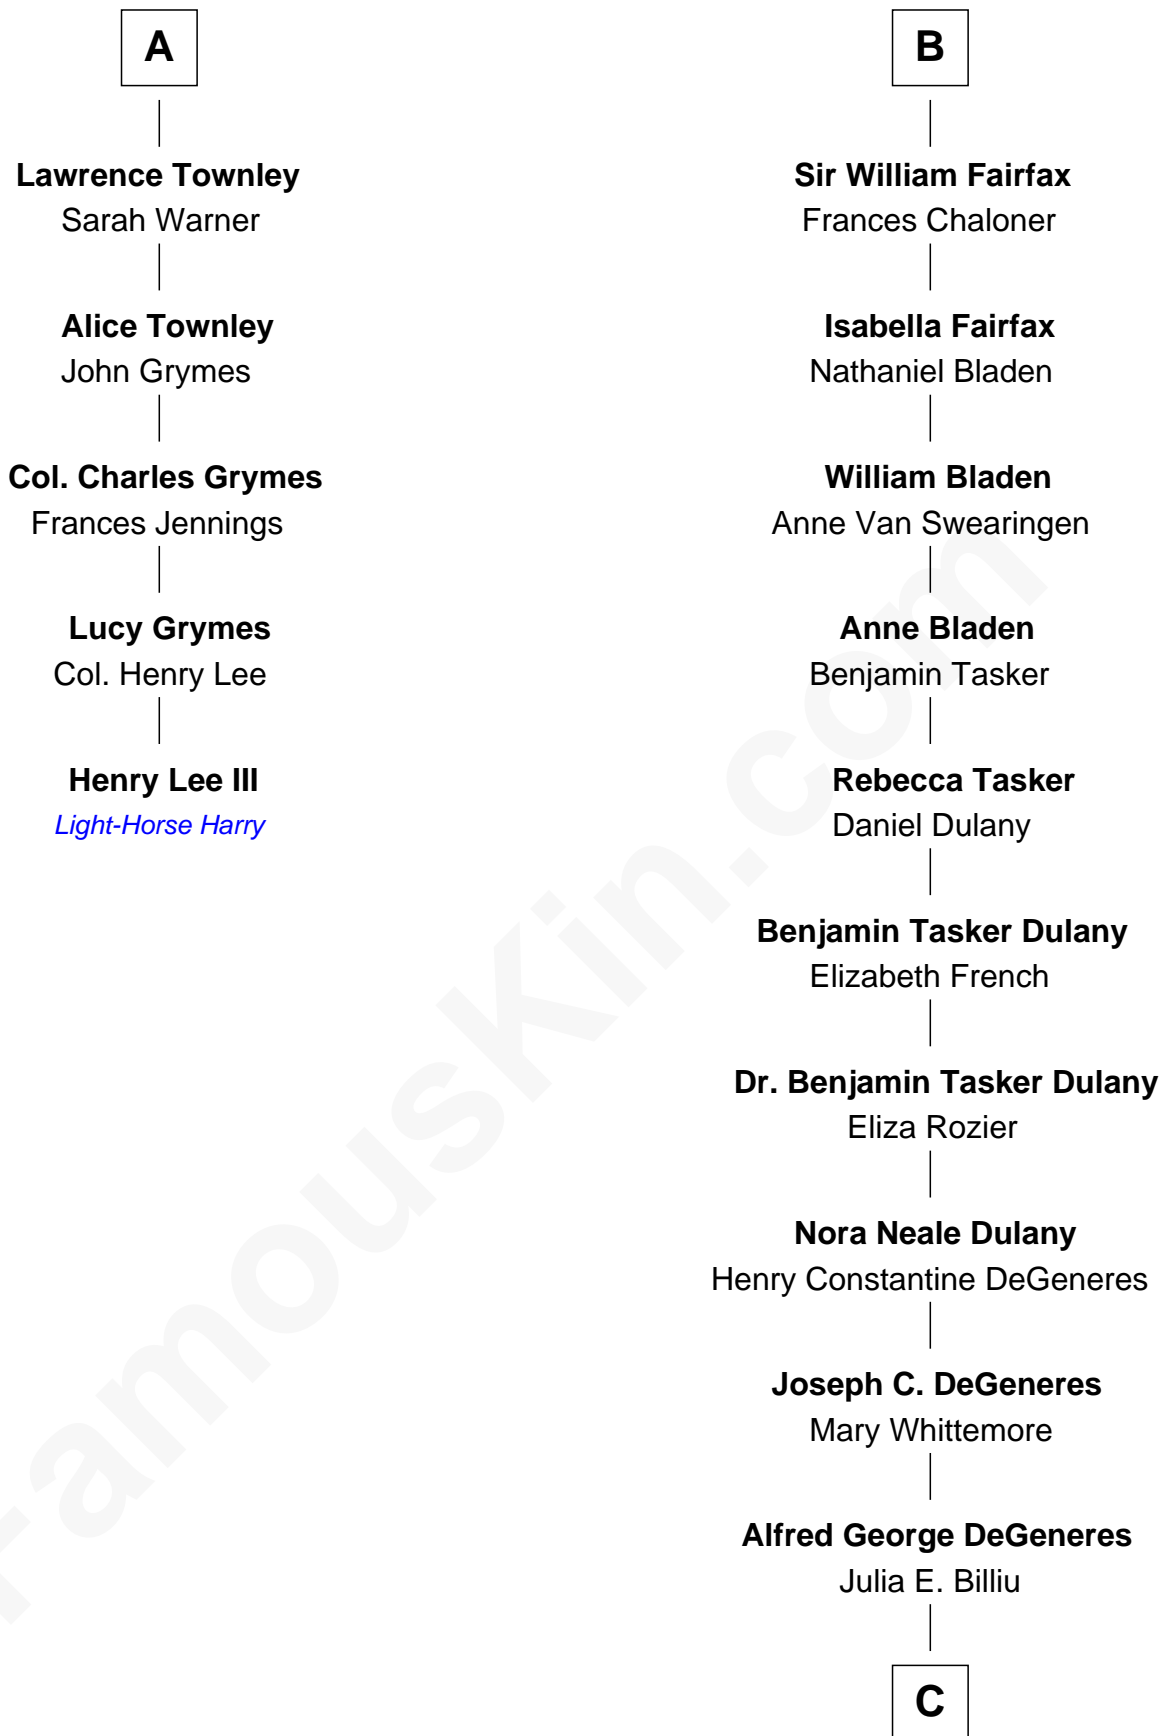 A
Lawrence Townley
Sarah Warner
Alice Townley
John Grymes
Col. Charles Grymes
Frances Jennings
Lucy Grymes
Col. Henry Lee
Henry Lee III
Light-Horse Harry
B
Sir William Fairfax
Frances Chaloner
Isabella Fairfax
Nathaniel Bladen
William Bladen
Anne Van Swearingen
Anne Bladen
Benjamin Tasker
Rebecca Tasker
Daniel Dulany
Benjamin Tasker Dulany
Elizabeth French
Dr. Benjamin Tasker Dulany
Eliza Rozier
Nora Neale Dulany
Henry Constantine DeGeneres
Joseph C. DeGeneres
Mary Whittemore
Alfred George DeGeneres
Julia E. Billiu
C
FamousKin.com